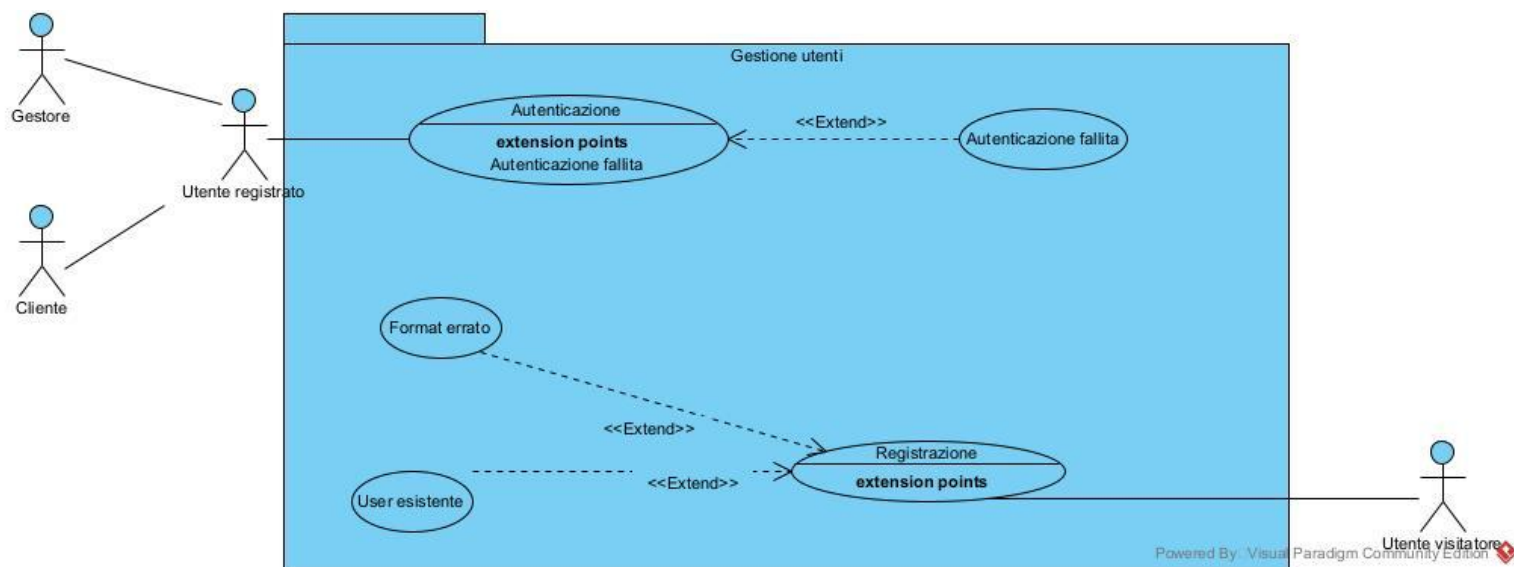 Gestione utenti
Gestore
Autenticazione
extension points
Autenticazione fallita
<<Extend>>
Autenticazione fallita
Utente registrato
Cliente
Format errato
<<Extend>>
Registrazione
extension points
<<Extend>>
User esistente
Utente visitatore
Powered By: Visual Paradigm Community Edition